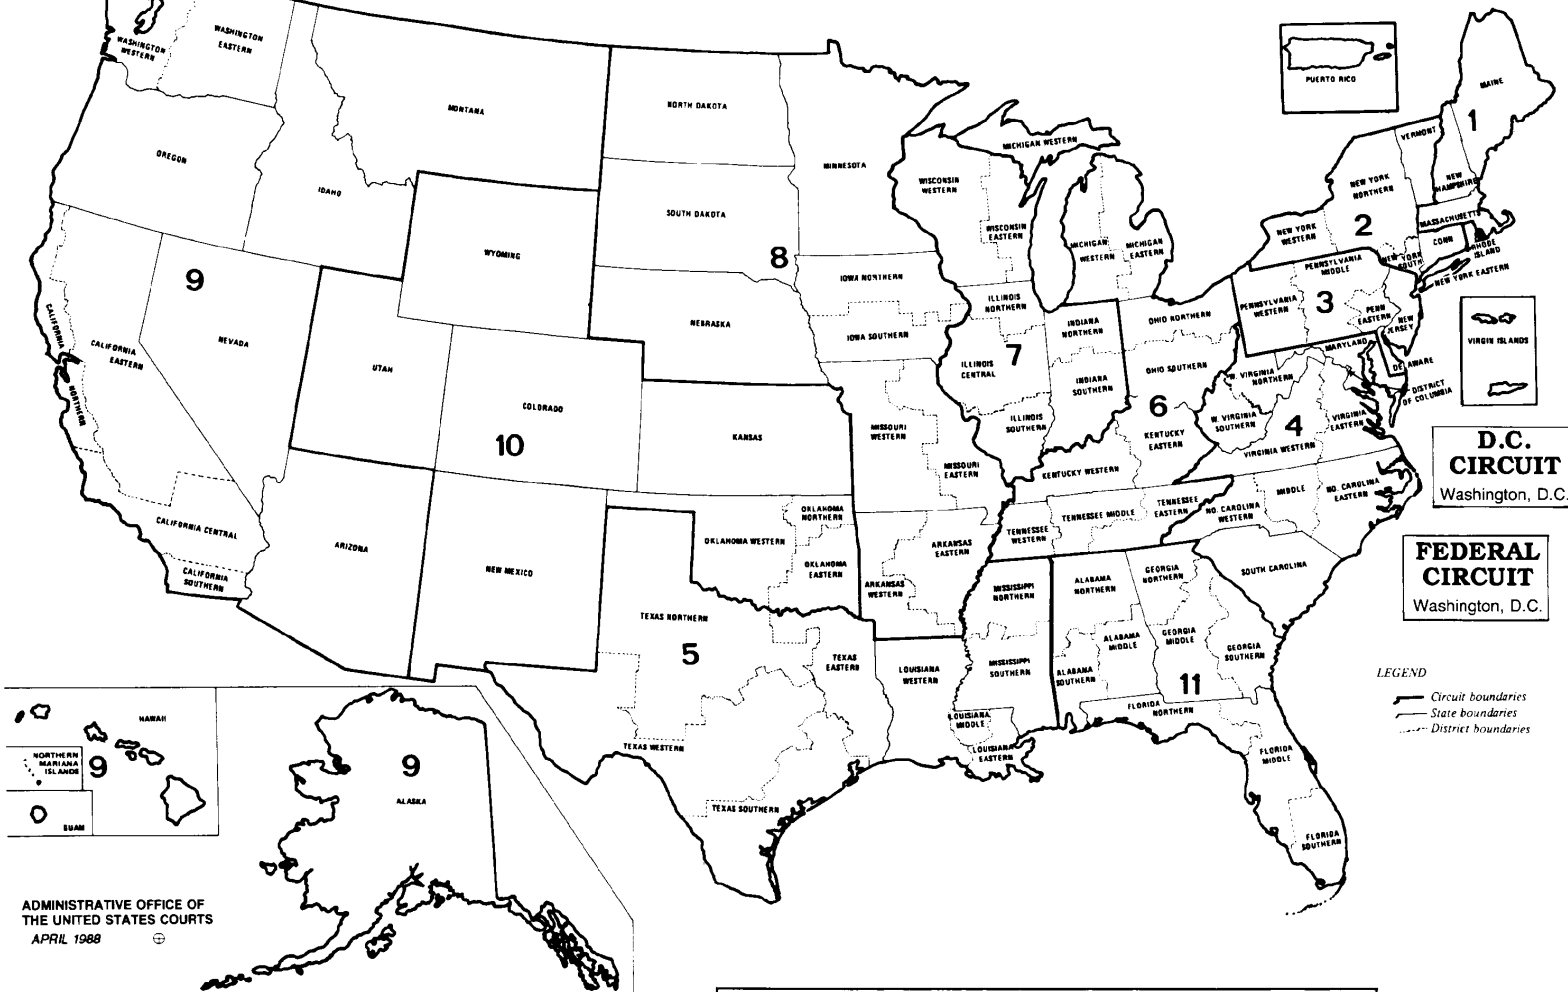 WASHINGTON
WESTERN
WASHINGTON
EASTERN
MONTANA
NORTH DAKOTA
MINNESOTA
MICHIGAN WESTERN
PUERTO RICO
MAINE
1
VERMONT
OREGON
IDAHO
SOUTH DAKOTA
WISCONSIN
WESTERN
WISCONSIN
EASTERN
MICHIGAN
WESTERN
MICHIGAN
EASTERN
NEW YORK
NORTHERN
NEW
HAMPSHIRE
MASSACHUSETTS
2
NEW YORK
WESTERN
CONN
RHODE
ISLAND
NEW YORK
SOUTH
NEW YORK EASTERN
WYOMING
8
9
IOWA NORTHERN
IOWA SOUTHERN
NEBRASKA
ILLINOIS
NORTHERN
ILLINOIS
CENTRAL
7
ILLINOIS
SOUTHERN
INDIANA
NORTHERN
INDIANA
SOUTHERN
OHIO NORTHERN
OHIO SOUTHERN
PENNSYLVANIA
MIDDLE
PENNSYLVANIA
WESTERN
3
PENN
EASTERN
NEW
JERSEY
MARYLAND
DELAWARE
DISTRICT
OF COLUMBIA
VIRGIN ISLANDS
CALIFORNIA
NORTHERN
CALIFORNIA
EASTERN
NEVADA
UTAH
COLORADO
10
KANSAS
MISSOURI
WESTERN
MISSOURI
EASTERN
6
KENTUCKY
EASTERN
KENTUCKY WESTERN
W. VIRGINIA
NORTHERN
W. VIRGINIA
SOUTHERN
4
VIRGINIA
EASTERN
VIRGINIA WESTERN
D.C.
CIRCUIT
Washington, D.C.
CALIFORNIA CENTRAL
CALIFORNIA
SOUTHERN
ARIZONA
NEW MEXICO
OKLAHOMA WESTERN
OKLAHOMA
NORTHERN
OKLAHOMA
EASTERN
ARKANSAS
EASTERN
ARKANSAS
WESTERN
TENNESSEE
WESTERN
TENNESSEE MIDDLE
TENNESSEE
EASTERN
NO. CAROLINA
WESTERN
MIDDLE
NO. CAROLINA
EASTERN
FEDERAL
CIRCUIT
Washington, D.C.
SOUTH CAROLINA
TEXAS NORTHERN
5
TEXAS
EASTERN
TEXAS WESTERN
TEXAS SOUTHERN
LOUISIANA
WESTERN
LOUISIANA
MIDDLE
LOUISIANA
EASTERN
MISSISSIPPI
NORTHERN
MISSISSIPPI
SOUTHERN
ALABAMA
NORTHERN
ALABAMA
MIDDLE
ALABAMA
SOUTHERN
GEORGIA
NORTHERN
GEORGIA
MIDDLE
GEORGIA
SOUTHERN
11
FLORIDA
NORTHERN
FLORIDA
MIDDLE
FLORIDA
SOUTHERN
LEGEND
Circuit boundaries
State boundaries
District boundaries
HAWAII
NORTHERN
MARIANA
ISLANDS
9
GUAM
9
ALASKA
ADMINISTRATIVE OFFICE OF
THE UNITED STATES COURTS
APRIL 1988